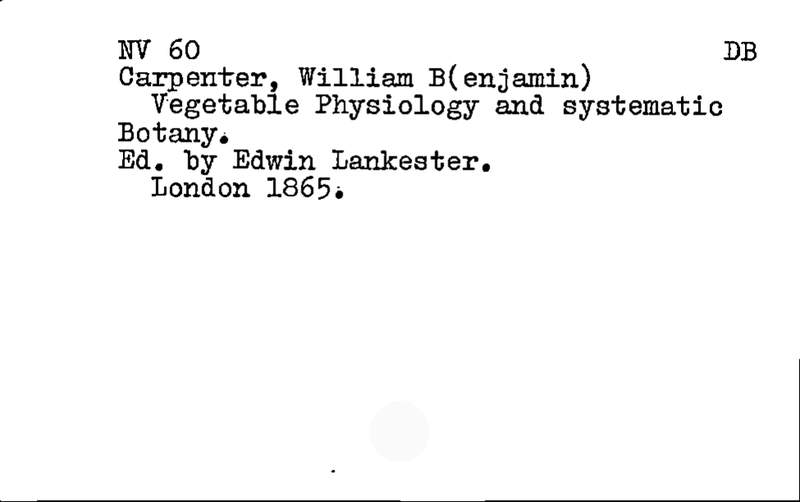 NV 60 DB
Carpenter, William B(enjamin)
Vegetable Physiology and systematic
Botany.
Ed. by Edwin Lankester.
London 1865.